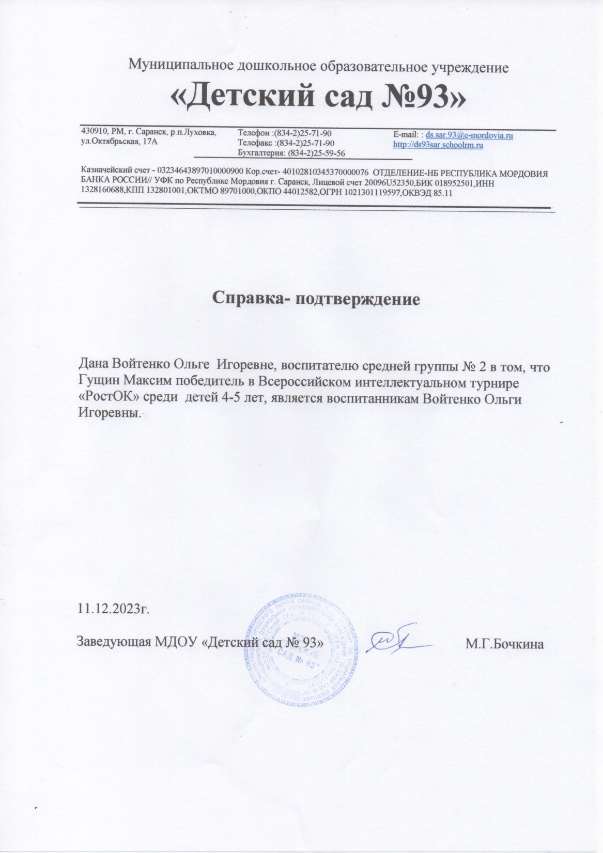 Муниципальное дошкольное образовательное учреждение
«Детский сад №93»
430910, РМ, г. Саранск, р.п.Луховка,
ул.Октябрьская, 17А
Телефон :(834-2)25-71-90
Телефакс :(834-2)25-71-90
Бухгалтерия: (834-2)25-59-56
E-mail: : ds.sar.93@e-mordovia.ru
http://ds93sar.schoolrm.ru
Казначейский счет - 03234643897010000900 Кор.счет- 40102810345370000076 ОТДЕЛЕНИЕ-НБ РЕСПУБЛИКА МОРДОВИЯ
БАНКА РОССИИ// УФК по Республике Мордовия г. Саранск, Лицевой счет 20096U52350,БИК 018952501,ИНН
1328160688,КПП 132801001,ОКТМО 89701000,ОКПО 44012582,ОГРН 1021301119597,ОКВЭД 85.11
Справка- подтверждение
Дана Войтенко Ольге Игоревне, воспитателю средней группы № 2 в том, что
Гущин Максим победитель в Всероссийском интеллектуальном турнире
«РостОК» среди детей 4-5 лет, является воспитанникам Войтенко Ольги
Игоревны.
11.12.2023г.
Заведующая МДОУ «Детский сад № 93»
М.Г.Бочкина
САД № 93"